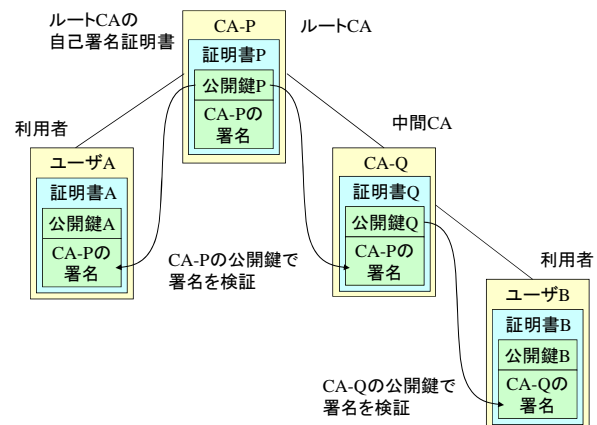 ルートCAの
自己署名証明書
CA-P
ルートCA
証明書P
公開鍵P
CA-Pの
署名
利用者
ユーザA
証明書A
公開鍵A
CA-Pの
署名
CA-Pの公開鍵で
署名を検証
中間CA
CA-Q
証明書Q
公開鍵Q
CA-Pの
署名
利用者
ユーザB
証明書B
公開鍵B
CA-Qの
署名
CA-Qの公開鍵で
署名を検証